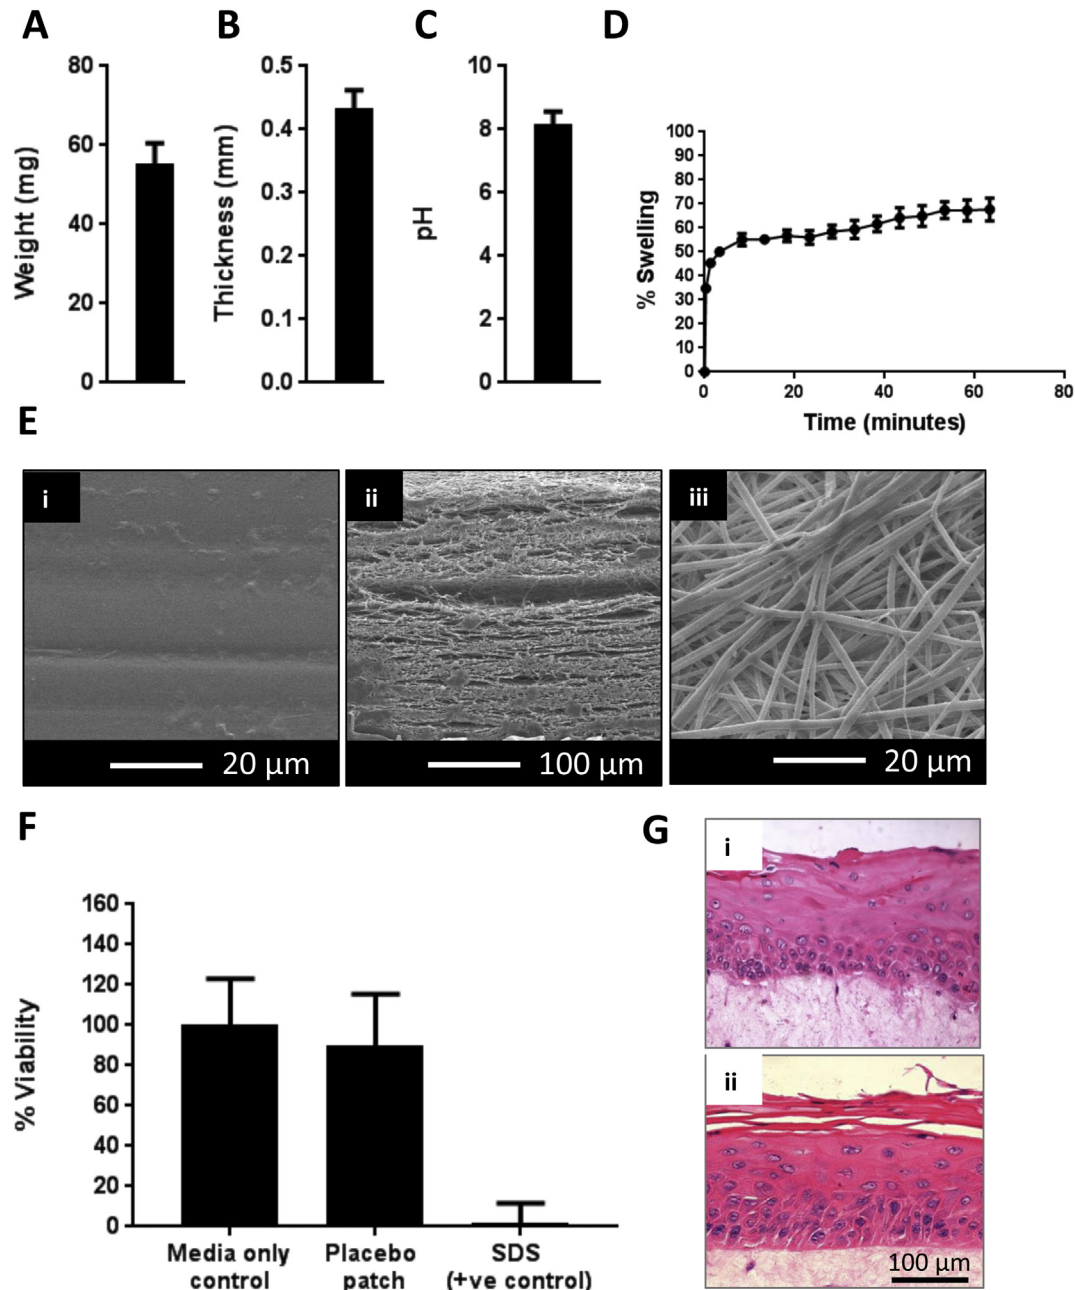 A
B
C
D
80
60
40
20
0
Weight (mg)
0.5
0.4
0.3
0.2
0.1
0.0
Thickness (mm)
10
8
6
4
2
0
pH
100
90
80
70
60
50
40
30
20
10
0
% Swelling
0
20
40
60
80
Time (minutes)
E
i
ii
iii
20 µm
100 µm
20 µm
F
160
140
120
100
80
60
40
20
0
% Viability
Media only
control
Placebo
patch
SDS
(+ve control)
G
i
ii
100 µm